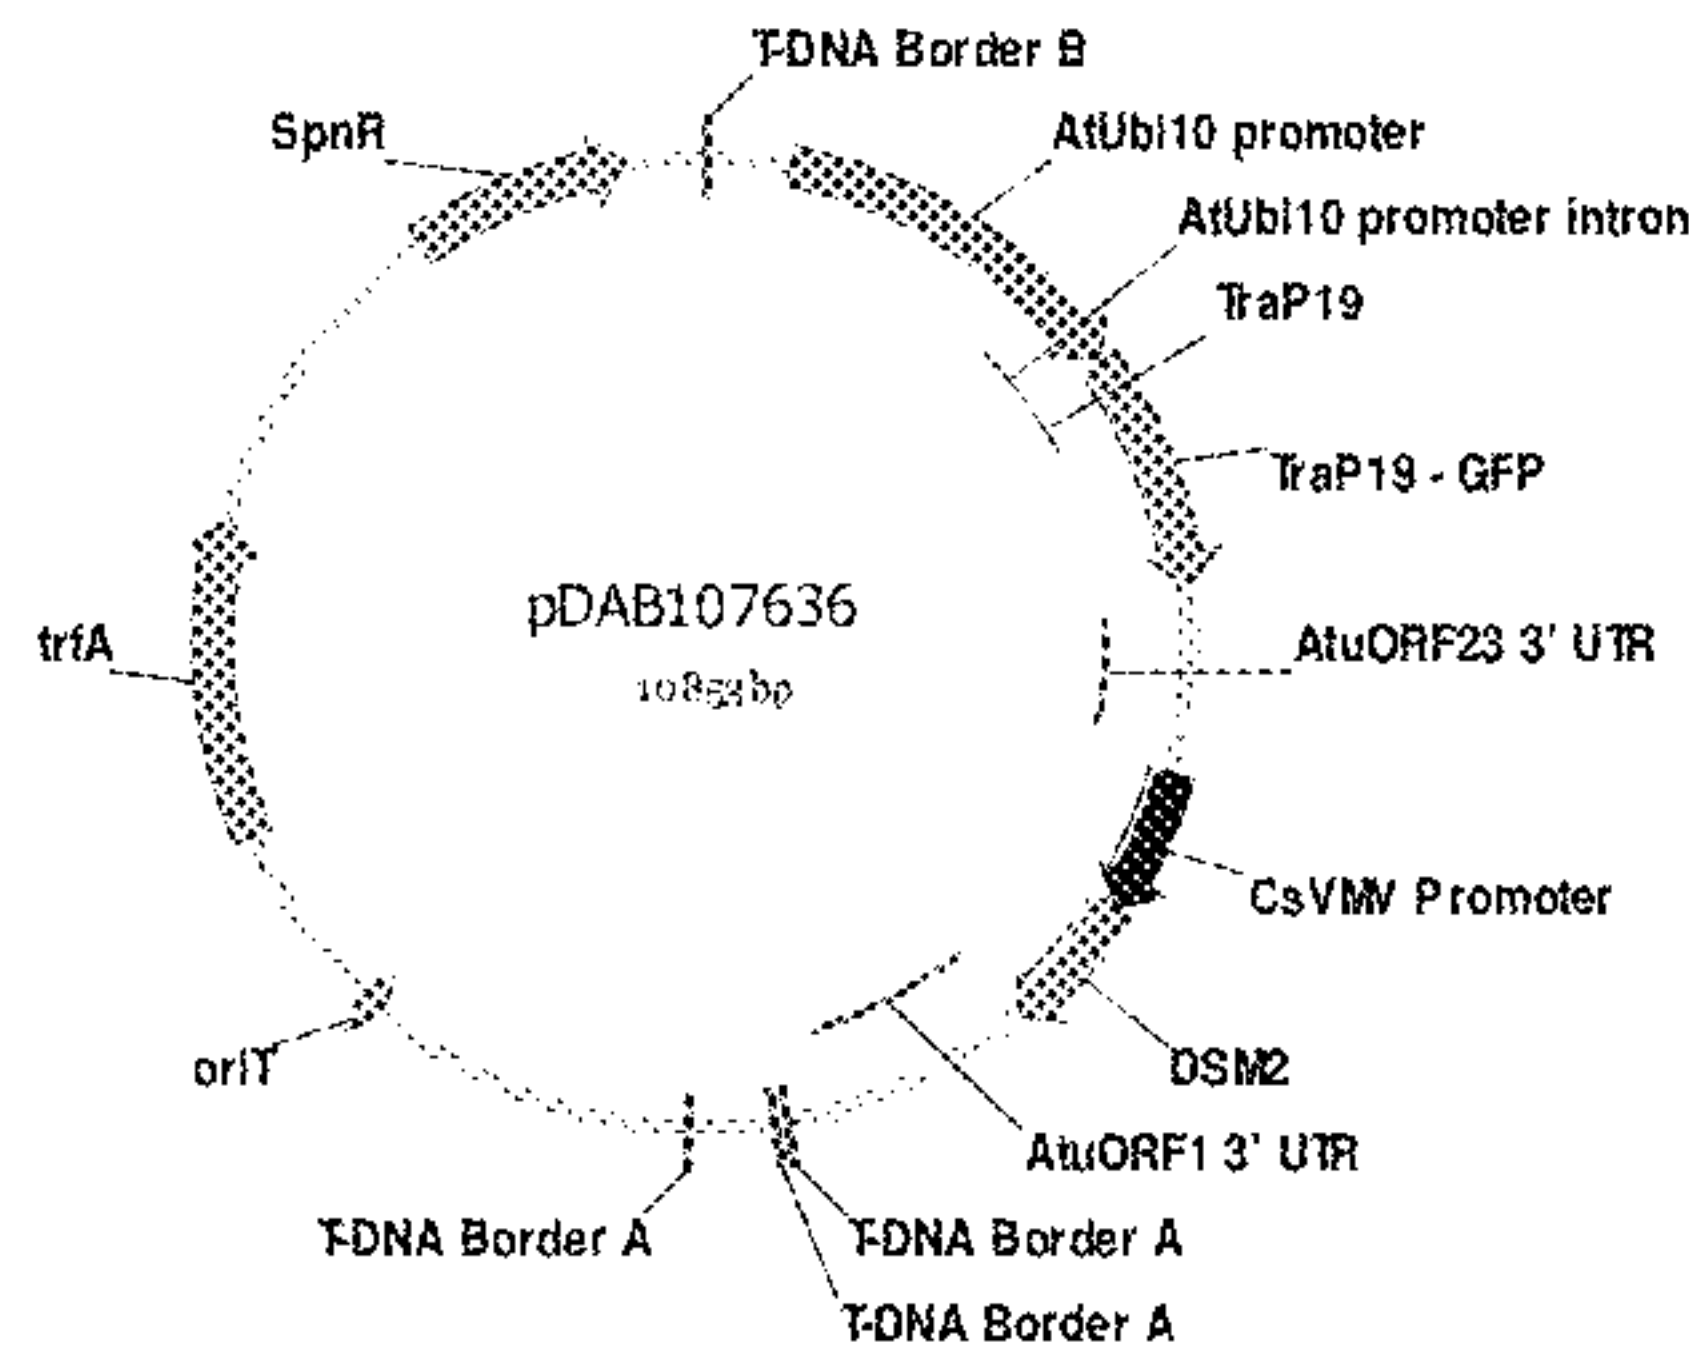 T-DNA Border B
SpnR
AtUbi10 promoter
AtUbi10 promoter intron
TraP19
TraP19 - GFP
pDAB107636
trfA
AtuORF23 3' UTR
CsVMV Promoter
oriT
DSM2
AtuORF1 3' UTR
T-DNA Border A
T-DNA Border A
T-DNA Border A